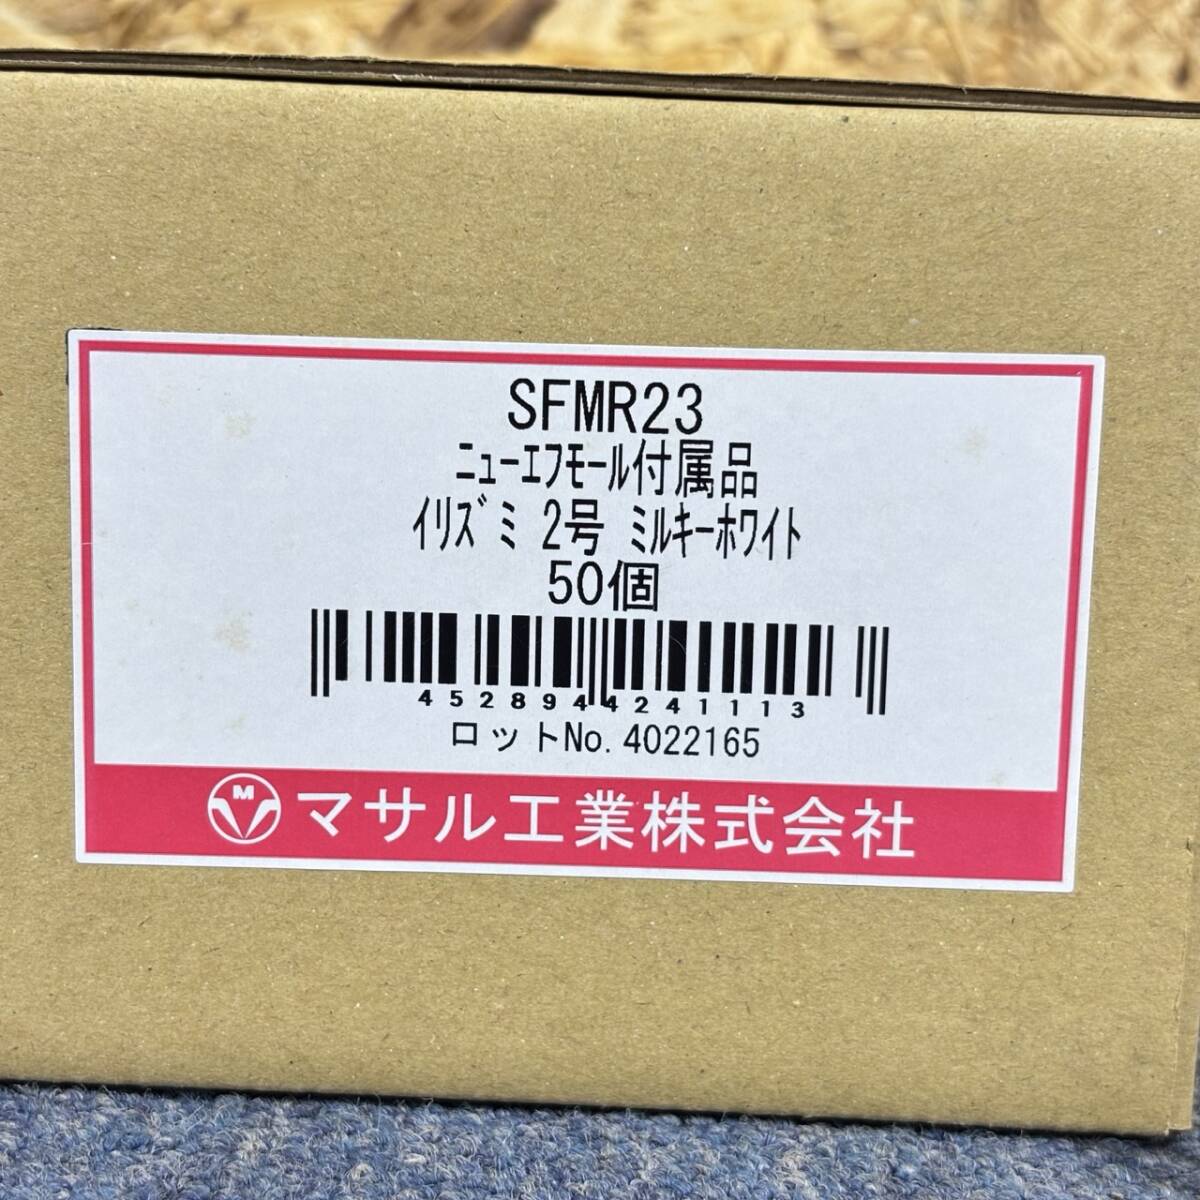 SFMR23
ﾆｭｰｴﾌﾓｰﾙ付属品
ｲﾘｽﾞﾐ 2号 ﾐﾙｷｰﾎﾜｲﾄ
50個
4528944241113
ロットNo. 4022165
M マサル工業株式会社